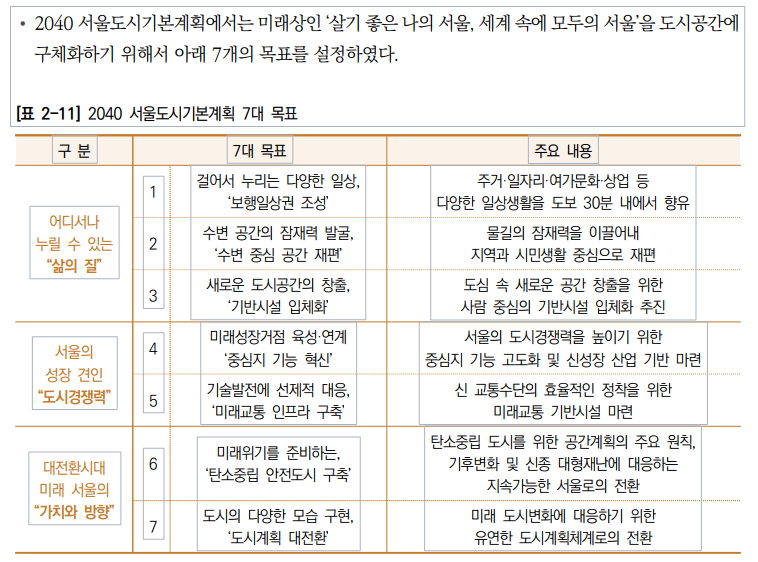 • 2040 서울도시기본계획에서는 미래상인 ‘살기 좋은 나의 서울, 세계 속에 모두의 서울’을 도시공간에
구체화하기 위해서 아래 7개의 목표를 설정하였다.
[표 2-11] 2040 서울도시기본계획 7대 목표
구 분 7대 목표 주요 내용
어디서나
누릴 수 있는
“삶의 질”
1
걸어서 누리는 다양한 일상,
‘보행일상권 조성’
주거·일자리·여가문화·상업 등
다양한 일상생활을 도보 30분 내에서 향유
2
수변 공간의 잠재력 발굴,
‘수변 중심 공간 재편’
물길의 잠재력을 이끌어내
지역과 시민생활 중심으로 재편
3
새로운 도시공간의 창출,
‘기반시설 입체화’
도심 속 새로운 공간 창출을 위한
사람 중심의 기반시설 입체화 추진
서울의
성장 견인
“도시경쟁력”
4
미래성장거점 육성·연계
‘중심지 기능 혁신’
서울의 도시경쟁력을 높이기 위한
중심지 기능 고도화 및 신성장 산업 기반 마련
5
기술발전에 선제적 대응,
‘미래교통 인프라 구축’
신 교통수단의 효율적인 정착을 위한
미래교통 기반시설 마련
대전환시대
미래 서울의
“가치와 방향”
6
미래위기를 준비하는,
‘탄소중립 안전도시 구축’
탄소중립 도시를 위한 공간계획의 주요 원칙,
기후변화 및 신종 대형재난에 대응하는
지속가능한 서울로의 전환
7
도시의 다양한 모습 구현,
‘도시계획 대전환’
미래 도시변화에 대응하기 위한
유연한 도시계획체계로의 전환